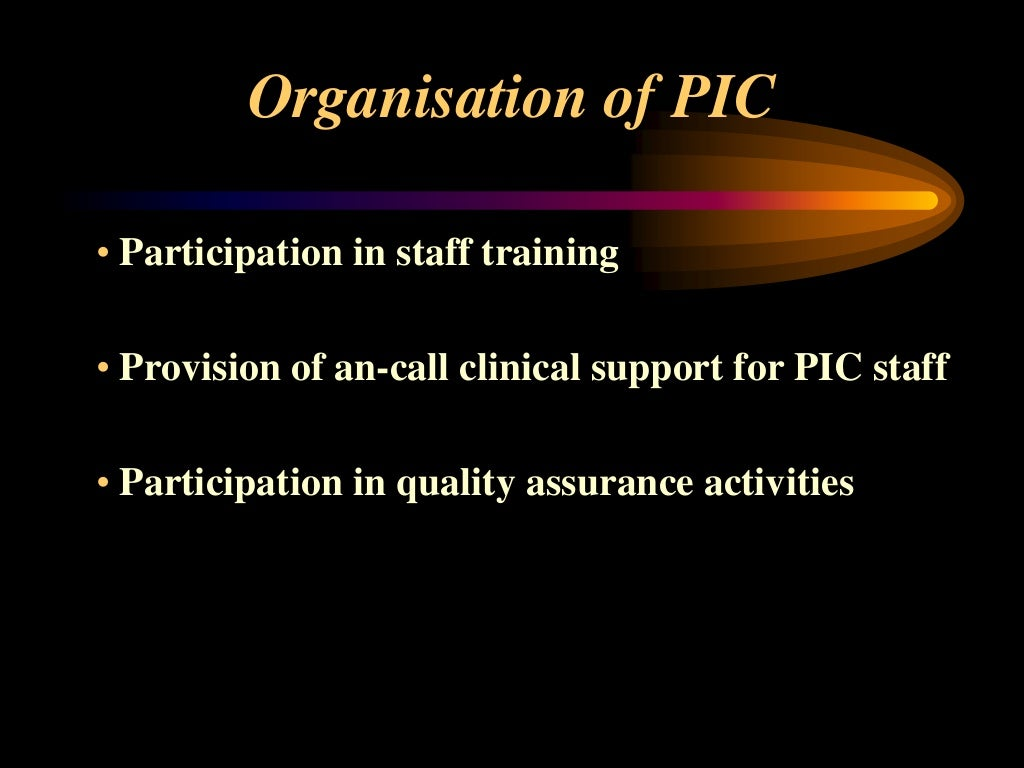 Organisation of PIC
• Participation in staff training
• Provision of an-call clinical support for PIC staff
• Participation in quality assurance activities